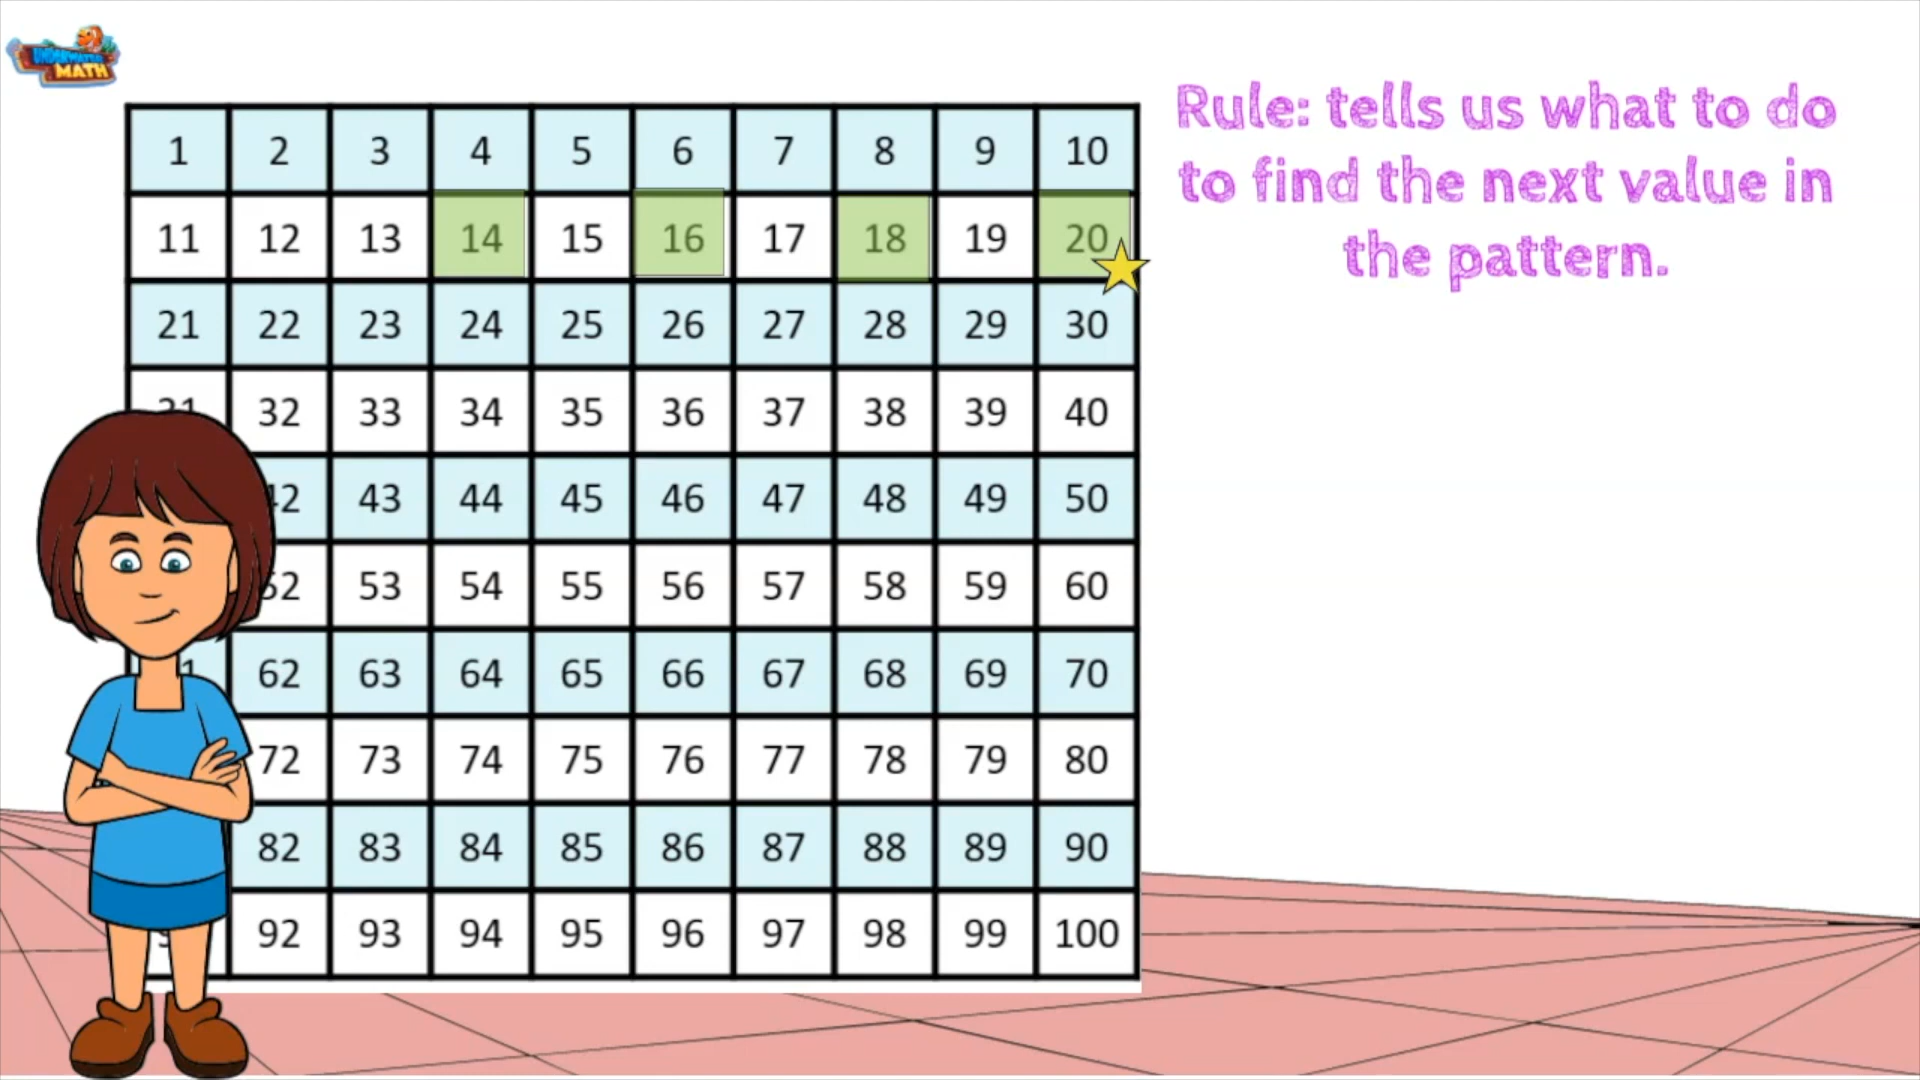 UNDERWATER
MATH
Rule: tells us what to do
to find the next value in
the pattern.
1 2 3 4 5 6 7 8 9 10
11 12 13 14 15 16 17 18 19 20
21 22 23 24 25 26 27 28 29 30
31 32 33 34 35 36 37 38 39 40
42 43 44 45 46 47 48 49 50
52 53 54 55 56 57 58 59 60
62 63 64 65 66 67 68 69 70
72 73 74 75 76 77 78 79 80
82 83 84 85 86 87 88 89 90
92 93 94 95 96 97 98 99 100